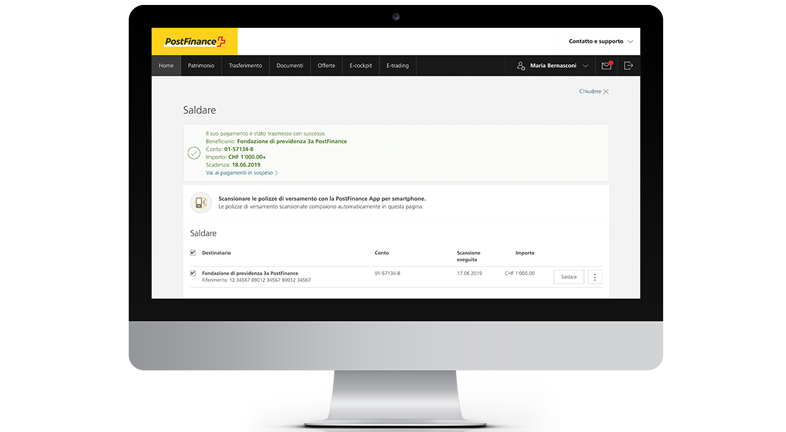 PostFinance
Contatto e supporto
Home Patrimonio Trasferimento Documenti Offerte E-cockpit E-trading Maria Bernasconi
Chiudere
Saldare
Il suo pagamento è stato trasmesso con successo.
Beneficiario: Fondazione di previdenza 3a PostFinance
Conto: 01-57134-8
Importo: CHF 1'000.00+
Scadenza: 18.06.2019
Vai ai pagamenti in sospeso
Scansionare le polizze di versamento con la PostFinance App per smartphone.
Le polizze di versamento scansionate compaiono automaticamente in questa pagina.
Saldare
Destinatario Conto Scansione eseguita Importo
Fondazione di previdenza 3a PostFinance 01-57134-8 17.06.2019 CHF 1'000.00 Saldare
Riferimento: 12 34567 89012 34567 89012 34567